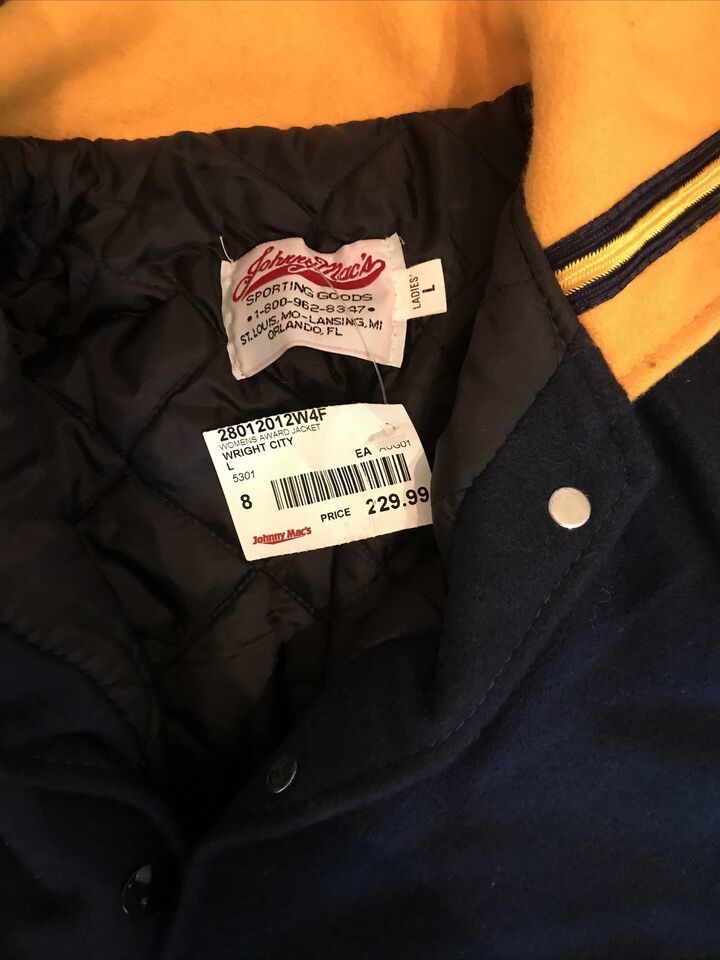 Johnny Mac's
SPORTING GOODS
• 1-800-962-8347 •
ST. LOUIS, MO-LANSING, MI
ORLANDO, FL
LADIES'
L
28012012W4F
WOMENS AWARD JACKET
WRIGHT CITY
L
EA AUG01
5301
8
PRICE 229.99
Johnny Mac's